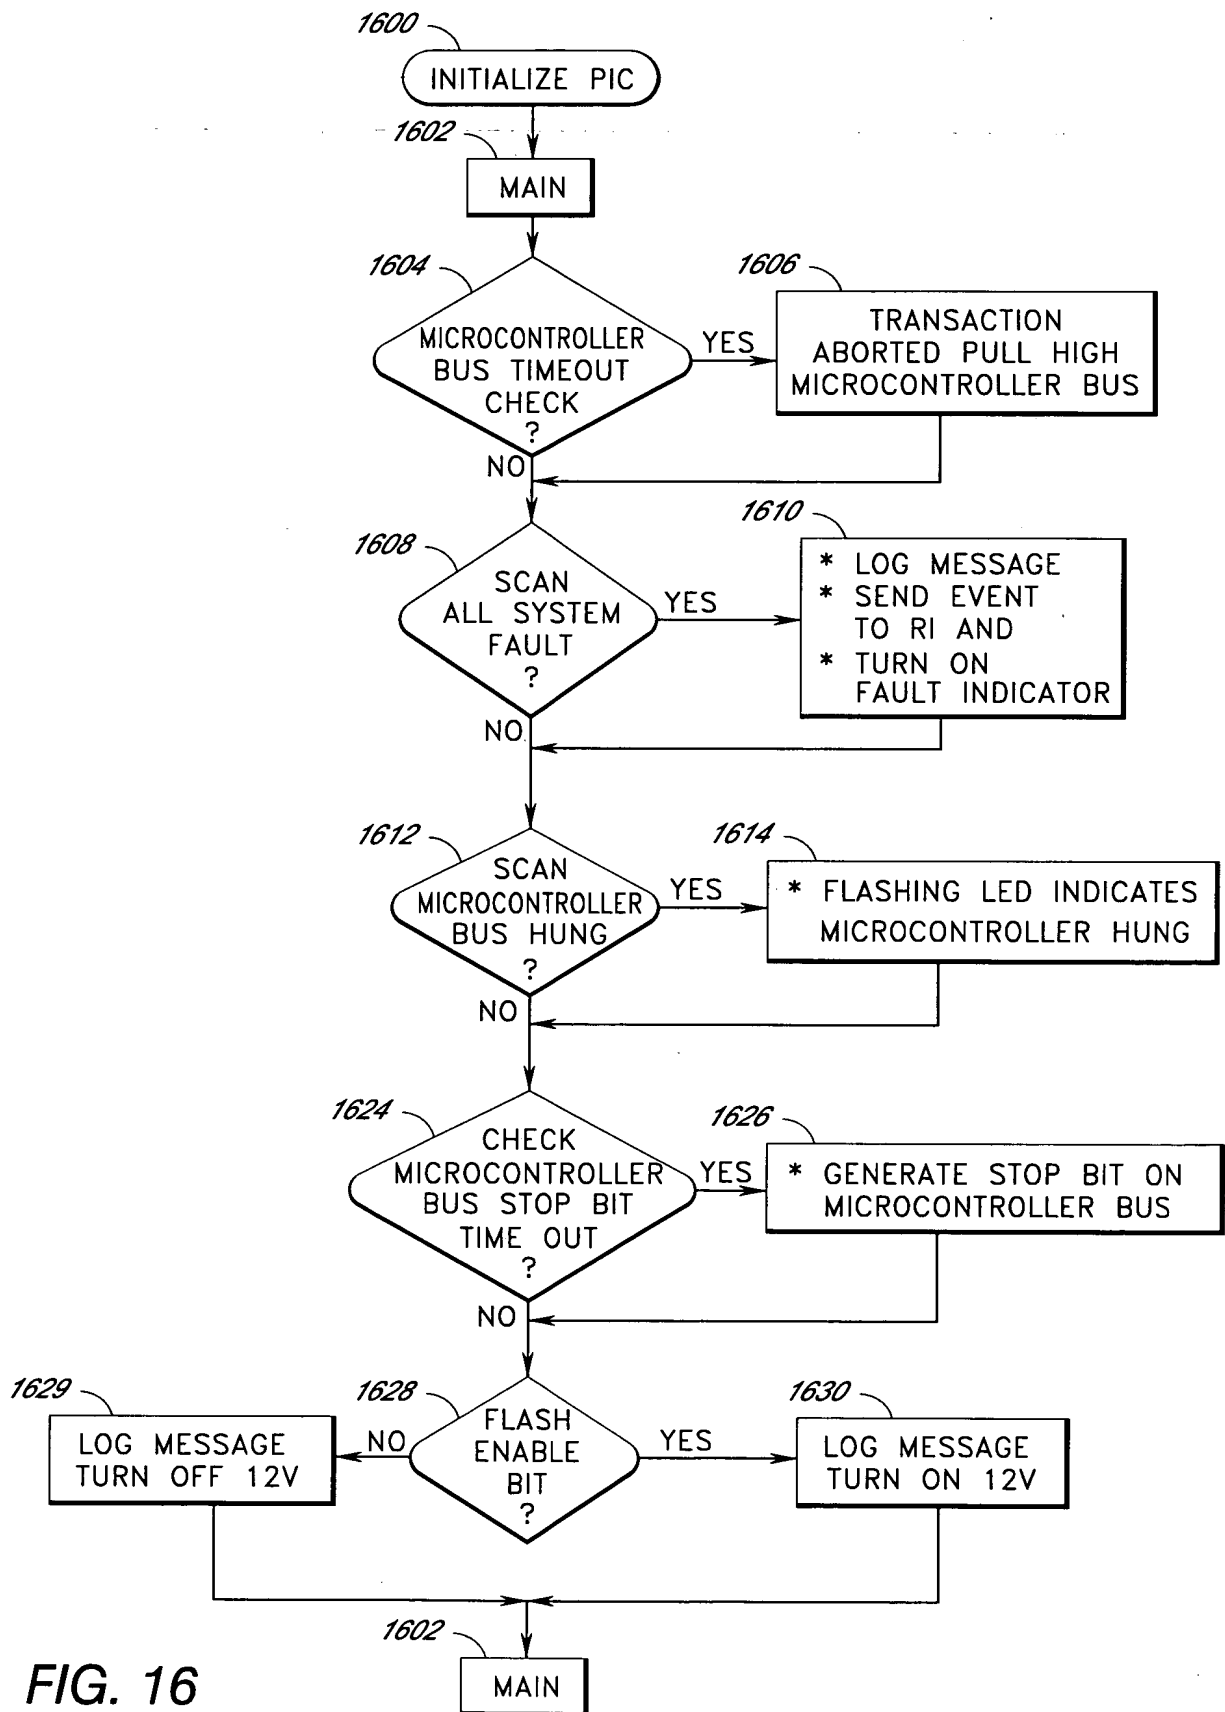 1600
INITIALIZE PIC
1602
MAIN
1604
MICROCONTROLLER
BUS TIMEOUT
CHECK
?
YES
NO
1606
TRANSACTION
ABORTED PULL HIGH
MICROCONTROLLER BUS
1608
SCAN
ALL SYSTEM
FAULT
?
YES
NO
1610
* LOG MESSAGE
* SEND EVENT
TO RI AND
* TURN ON
FAULT INDICATOR
1612
SCAN
MICROCONTROLLER
BUS HUNG
?
YES
NO
1614
* FLASHING LED INDICATES
MICROCONTROLLER HUNG
1624
CHECK
MICROCONTROLLER
BUS STOP BIT
TIME OUT
?
YES
NO
1626
* GENERATE STOP BIT ON
MICROCONTROLLER BUS
1628
FLASH
ENABLE
BIT
?
NO
YES
1629
LOG MESSAGE
TURN OFF 12V
1630
LOG MESSAGE
TURN ON 12V
1602
MAIN
FIG. 16